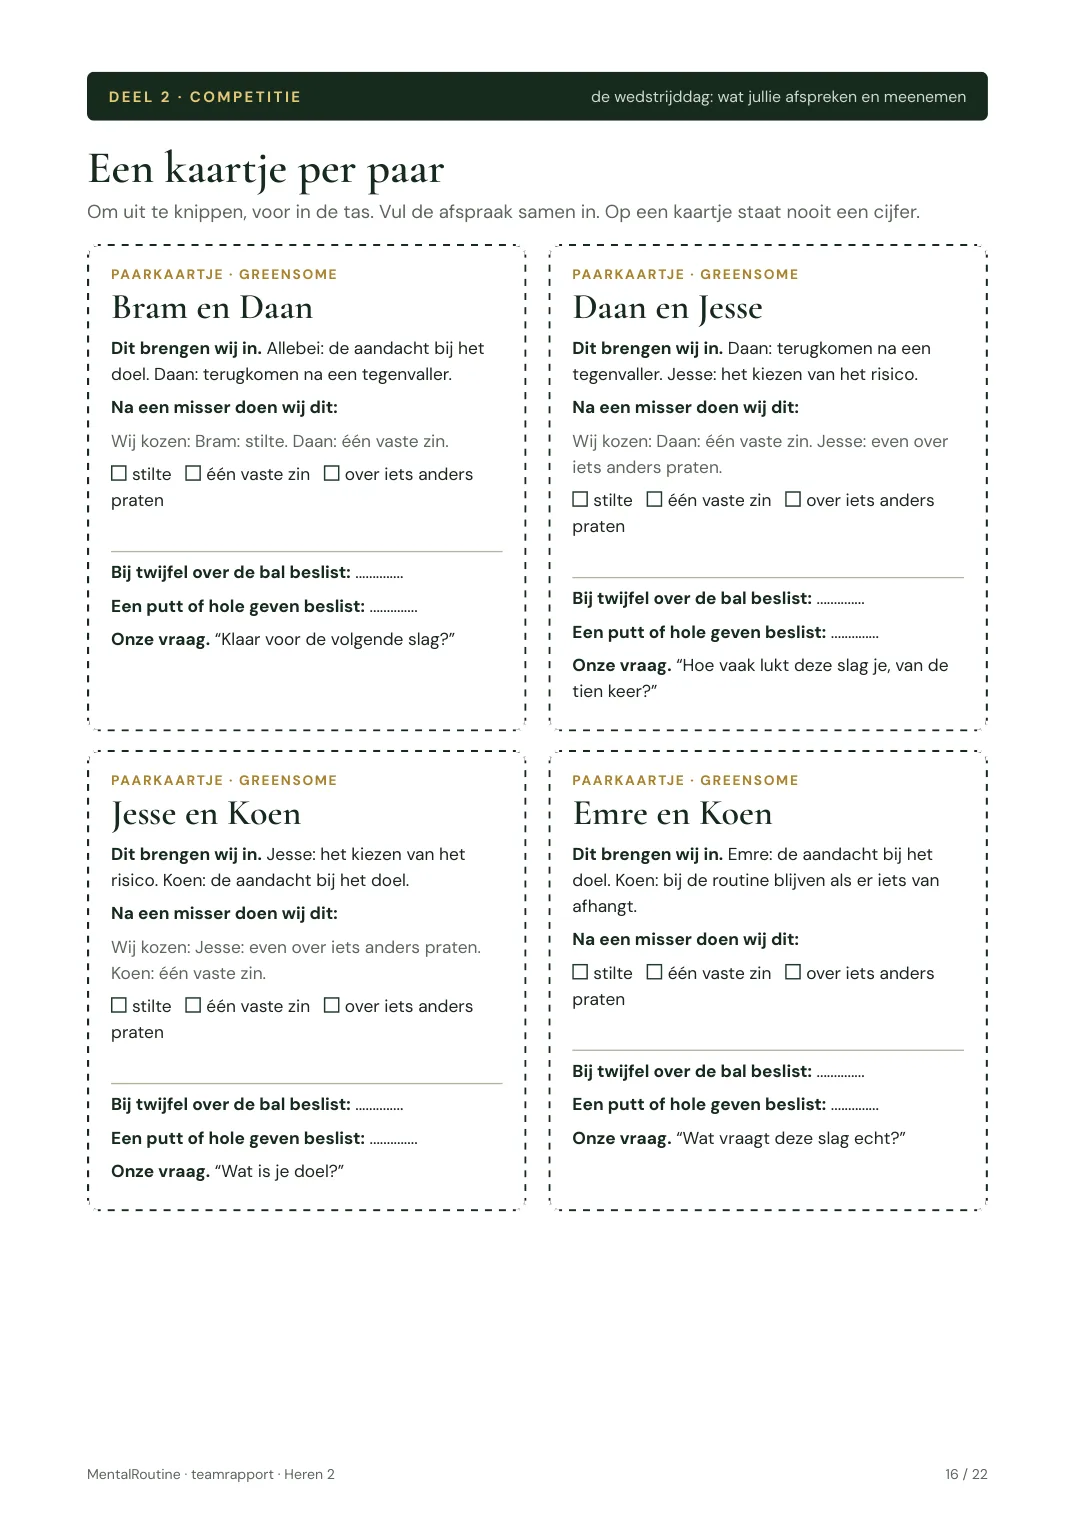 DEEL 2 · COMPETITIE
de wedstrijddag: wat jullie afspreken en meenemen
Een kaartje per paar
Om uit te knippen, voor in de tas. Vul de afspraak samen in. Op een kaartje staat nooit een cijfer.
PAARKAARTJE · GREENSOME
Bram en Daan
Dit brengen wij in. Allebei: de aandacht bij het
doel. Daan: terugkomen na een tegenvaller.
Na een misser doen wij dit:
Wij kozen: Bram: stilte. Daan: één vaste zin.
☐ stilte ☐ één vaste zin ☐ over iets anders
praten
Bij twijfel over de bal beslist: ..............
Een putt of hole geven beslist: ..............
Onze vraag. “Klaar voor de volgende slag?”
PAARKAARTJE · GREENSOME
Daan en Jesse
Dit brengen wij in. Daan: terugkomen na een
tegenvaller. Jesse: het kiezen van het risico.
Na een misser doen wij dit:
Wij kozen: Daan: één vaste zin. Jesse: even over
iets anders praten.
☐ stilte ☐ één vaste zin ☐ over iets anders
praten
Bij twijfel over de bal beslist: ..............
Een putt of hole geven beslist: ..............
Onze vraag. “Hoe vaak lukt deze slag je, van de
tien keer?”
PAARKAARTJE · GREENSOME
Jesse en Koen
Dit brengen wij in. Jesse: het kiezen van het
risico. Koen: de aandacht bij het doel.
Na een misser doen wij dit:
Wij kozen: Jesse: even over iets anders praten.
Koen: één vaste zin.
☐ stilte ☐ één vaste zin ☐ over iets anders
praten
Bij twijfel over de bal beslist: ..............
Een putt of hole geven beslist: ..............
Onze vraag. “Wat is je doel?”
PAARKAARTJE · GREENSOME
Emre en Koen
Dit brengen wij in. Emre: de aandacht bij het
doel. Koen: bij de routine blijven als er iets van
afhangt.
Na een misser doen wij dit:
☐ stilte ☐ één vaste zin ☐ over iets anders
praten
Bij twijfel over de bal beslist: ..............
Een putt of hole geven beslist: ..............
Onze vraag. “Wat vraagt deze slag echt?”
MentalRoutine · teamrapport · Heren 2
16 / 22